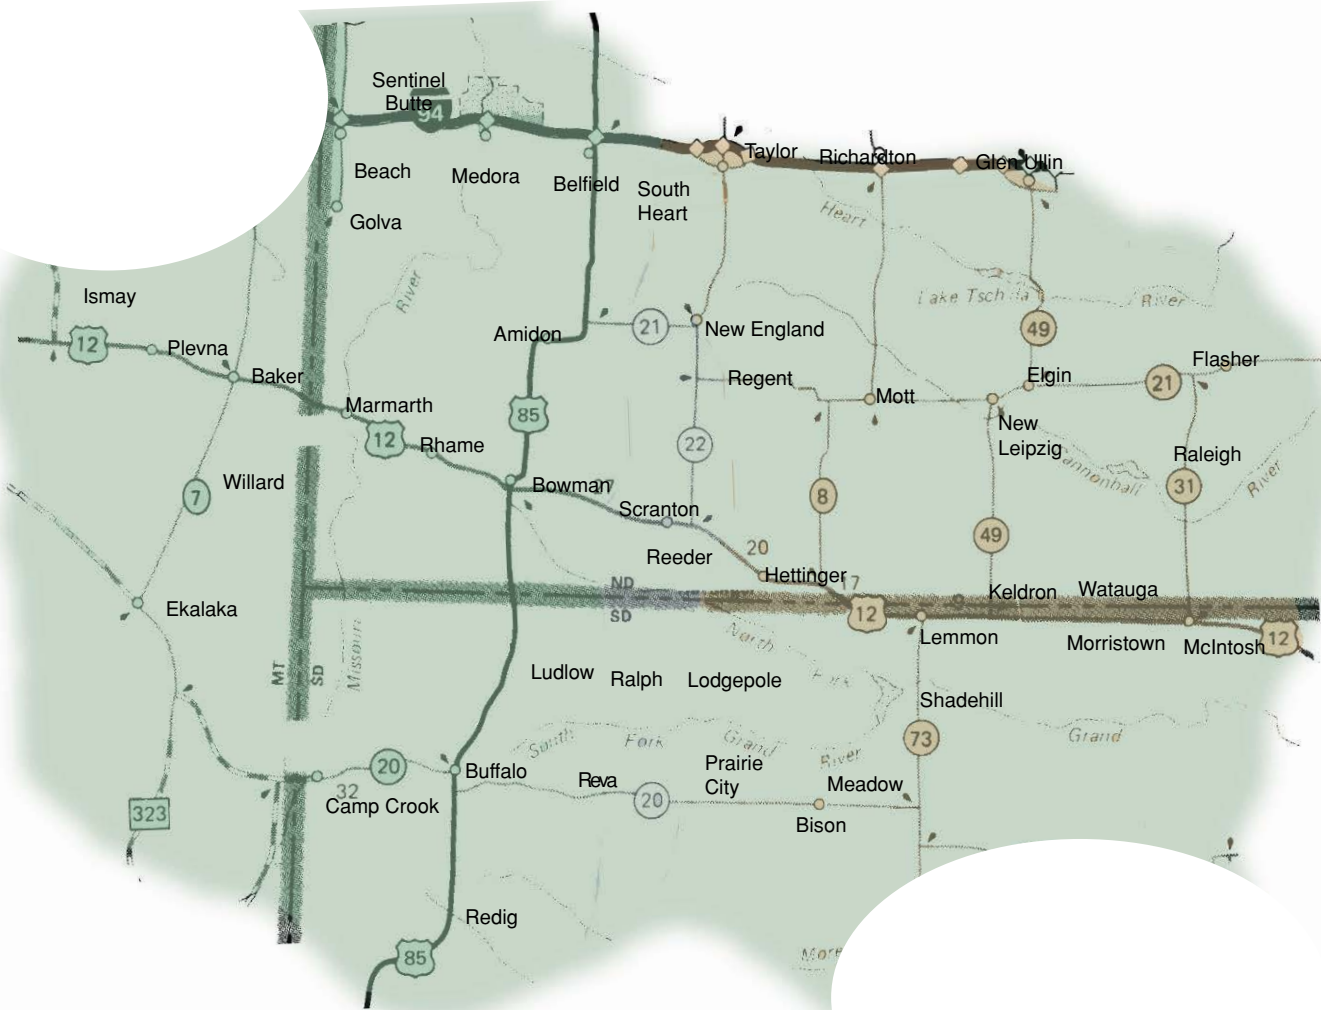 Sentinel
Butte
94
Taylor
Richardton
Glen Ullin
Beach
Medora
Belfield
South
Heart
Golva
Heart
River
Ismay
Lake Tschida
River
12
Plevna
Amidon
21
New England
49
Flasher
Baker
Regent
Elgin
21
Marmarth
85
Mott
12
Rhame
22
New
Leipzig
Cannonball
Raleigh
River
Willard
7
Bowman
8
31
Scranton
49
Reeder
20
Hettinger
17
ND
SD
Keldron
Watauga
Ekalaka
12
Lemmon
Morristown
McIntosh
12
North
Fork
MT
SD
Missouri
Ludlow
Ralph
Lodgepole
Shadehill
South
Fork
Grand
River
73
Grand
20
Buffalo
Reva
Prairie
City
Meadow
32
Camp Crook
20
Bison
323
Redig
85